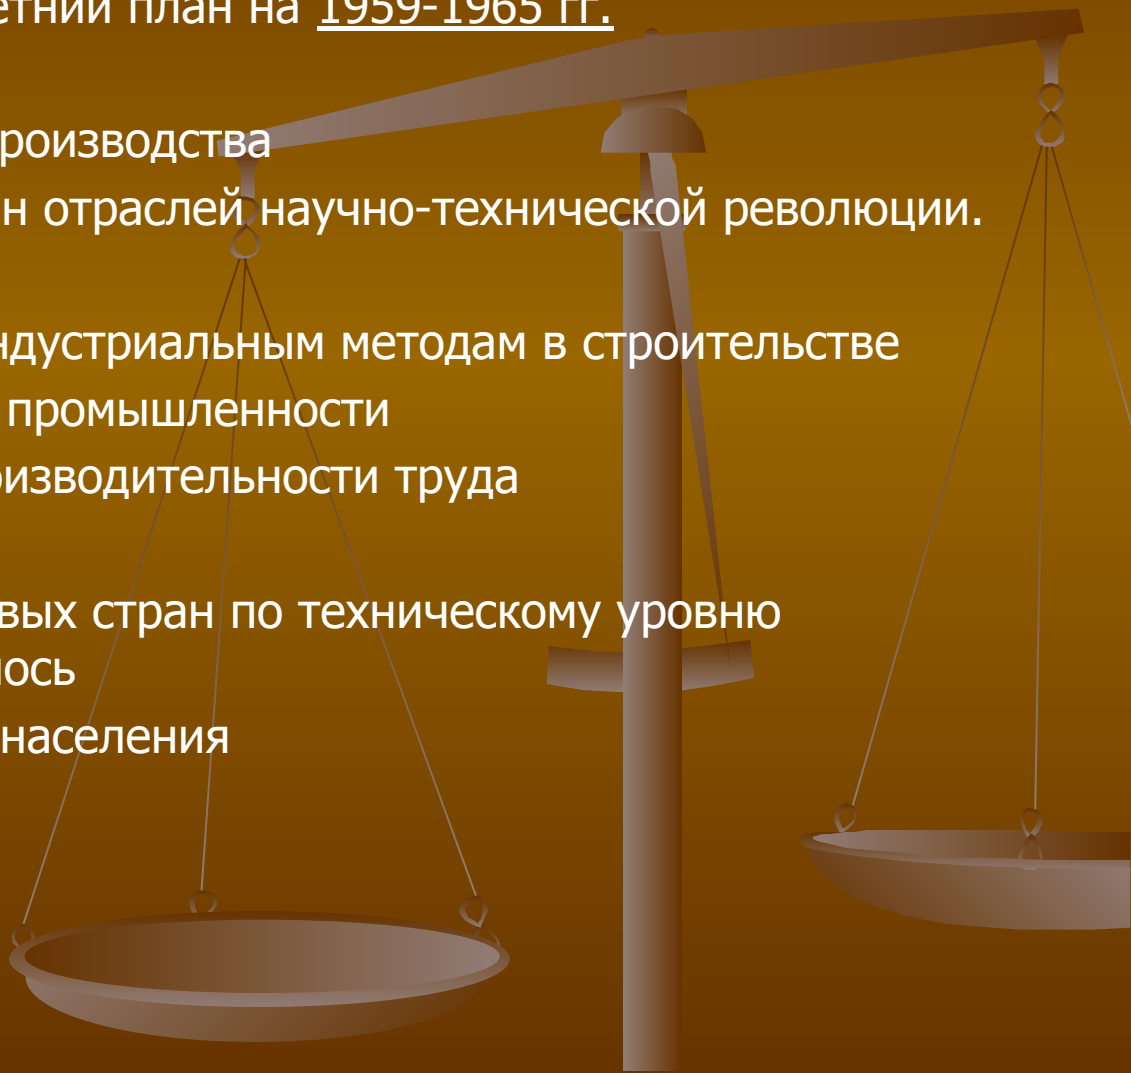 етний план на 1959-1965 гг.
роизводства
н отраслей научно-технической революции.
ндустриальным методам в строительстве
промышленности
оизводительности труда
вых стран по техническому уровню
лось
населения